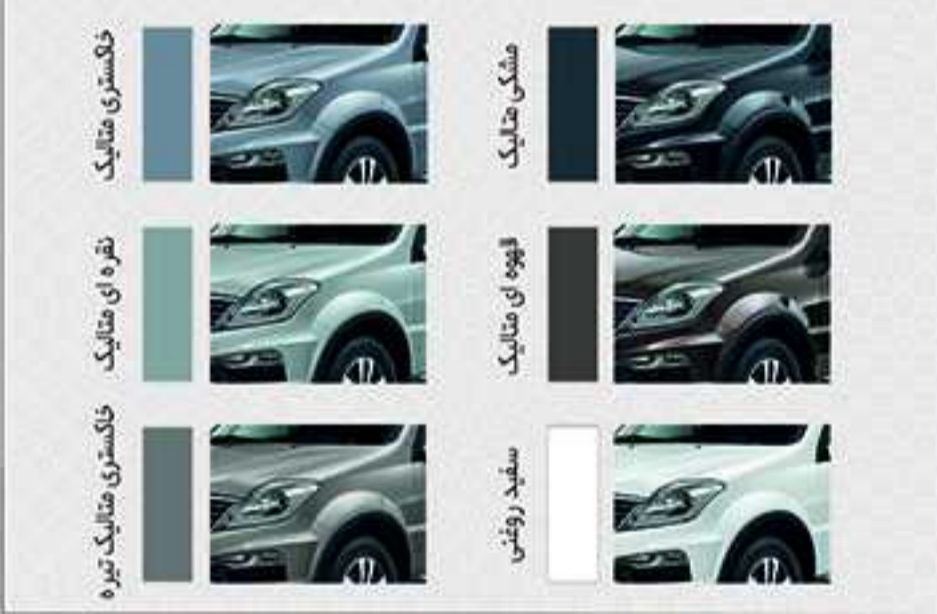 خاکستری متالیک
مشکی متالیک
نقره ای متالیک
قهوه ای متالیک
خاکستری متالیک تیره
سفید روغنی